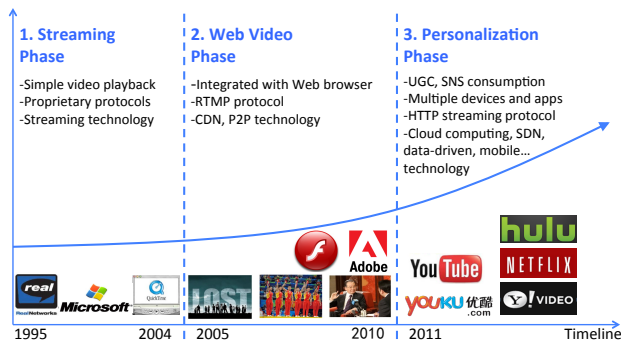 1. Streaming
Phase
-Simple video playback
-Proprietary protocols
-Streaming technology
2. Web Video
Phase
-Integrated with Web browser
-RTMP protocol
-CDN, P2P technology
3. Personalization
Phase
-UGC, SNS consumption
-Multiple devices and apps
-HTTP streaming protocol
-Cloud computing, SDN,
data-driven, mobile...
technology
real
RealNetworks
Microsoft
QuickTime
LOST
Adobe
You Tube
hulu
NETFLIX
YOUKU 优酷
.com
Y! VIDEO
1995
2004
2005
2010
2011
Timeline